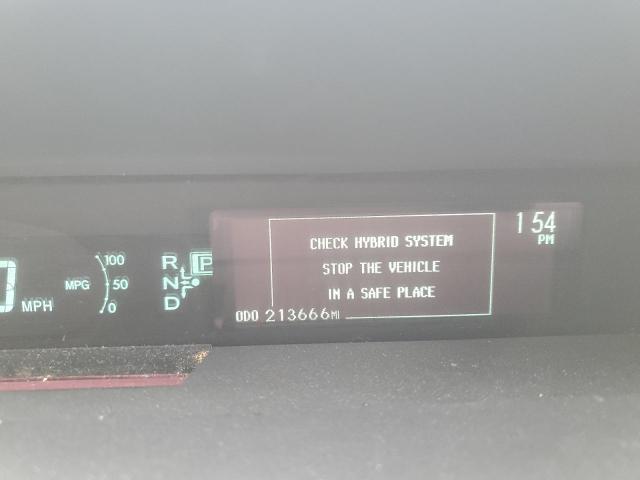 1 54
PM
CHECK HYBRID SYSTEM
STOP THE VEHICLE
IN A SAFE PLACE
ODO 213666MI
100
MPG 50
0
R
N
D
P
MPH